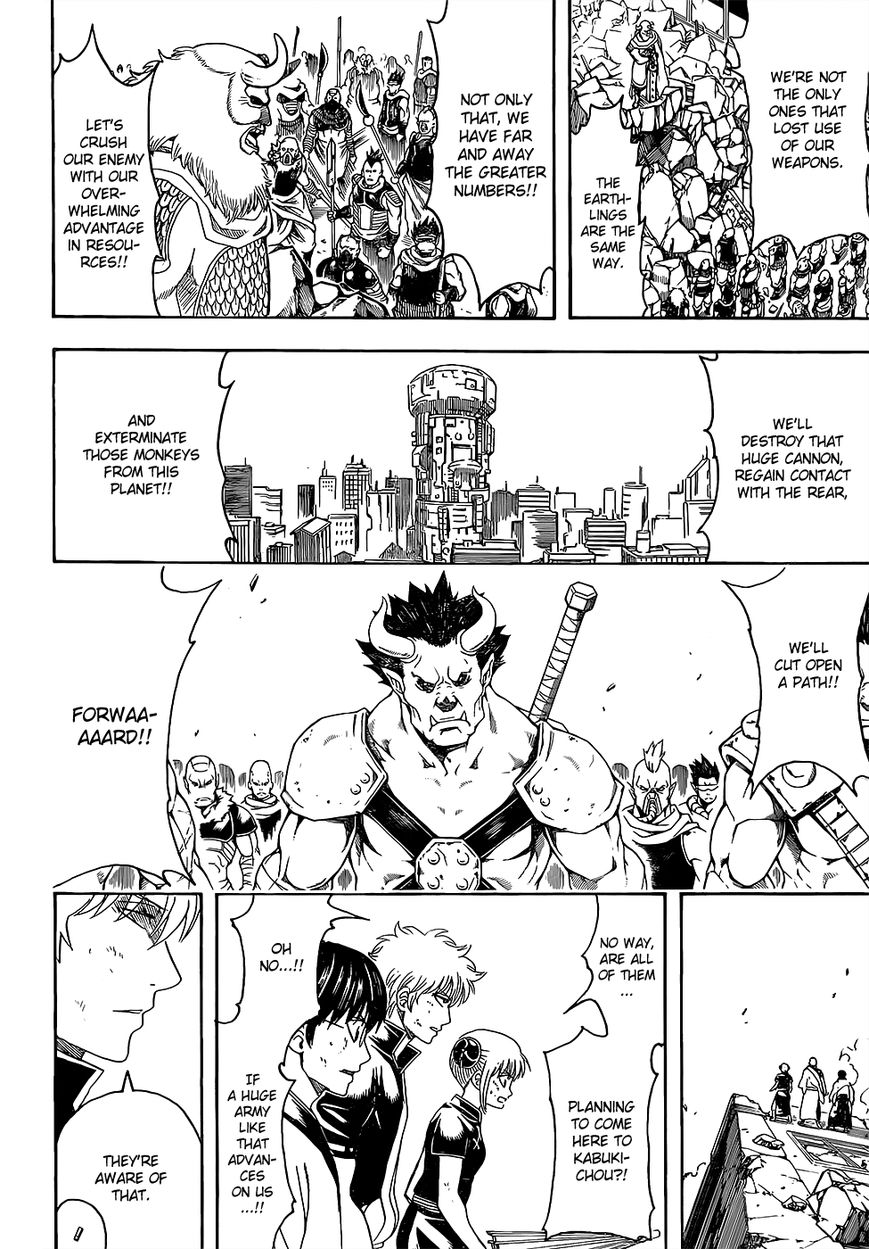 WE'RE NOT
THE ONLY
ONES THAT
LOST USE
OF OUR
WEAPONS.
THE
EARTH-
LINGS
ARE THE
SAME
WAY.
NOT ONLY
THAT, WE
HAVE FAR
AND AWAY
THE GREATER
NUMBERS!!
LET'S
CRUSH
OUR ENEMY
WITH OUR
OVER-
WHELMING
ADVANTAGE
IN RESOU-
RCES!!
WE'LL
DESTROY THAT
HUGE CANNON,
REGAIN CONTACT
WITH THE REAR,
AND
EXTERMINATE
THOSE MONKEYS
FROM THIS
PLANET!!
WE'LL
CUT OPEN
A PATH!!
FORWAA-
AAARD!!
NO WAY,
ARE ALL
OF THEM
...
PLANNING
TO COME
HERE TO
KABUKI-
CHOU?!
OH
NO...!!
IF
A HUGE
ARMY
LIKE
THAT
ADVAN-
CES
ON US
...!!
THEY'RE
AWARE OF
THAT.
!